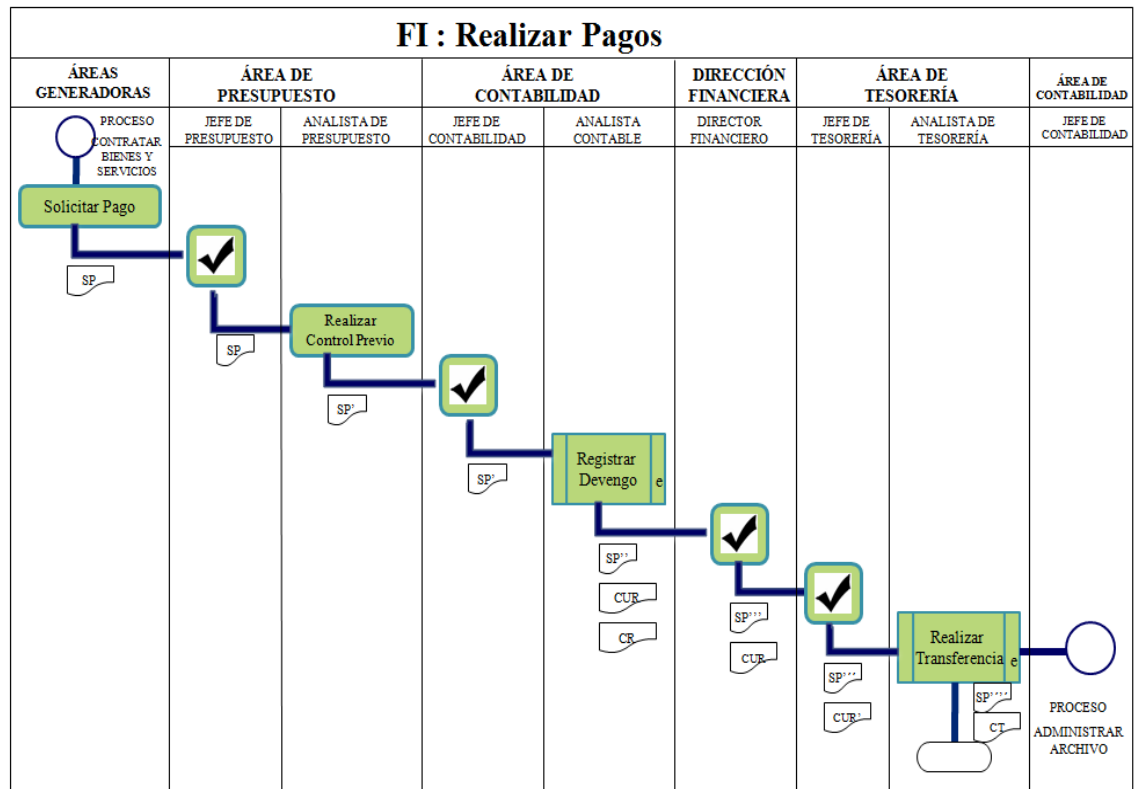 FI : Realizar Pagos
ÁREAS
GENERADORAS
ÁREA DE
PRESUPUESTO
ÁREA DE
CONTABILIDAD
DIRECCIÓN
FINANCIERA
ÁREA DE
TESORERÍA
ÁREA DE
CONTABILIDAD
PROCESO
CONTRATAR
BIENES Y
SERVICIOS
JEFE DE
PRESUPUESTO
ANALISTA DE
PRESUPUESTO
JEFE DE
CONTABILIDAD
ANALISTA
CONTABLE
DIRECTOR
FINANCIERO
JEFE DE
TESORERÍA
ANALISTA DE
TESORERÍA
JEFE DE
CONTABILIDAD
Solicitar Pago
SP
SP
Realizar
Control Previo
SP'
SP'
Registrar
Devengo e
SP''
CUR
CR
SP'''
CUR
SP'´´
CUR'
Realizar
Transferencia e
SP'´'´
CT
PROCESO
ADMINISTRAR
ARCHIVO